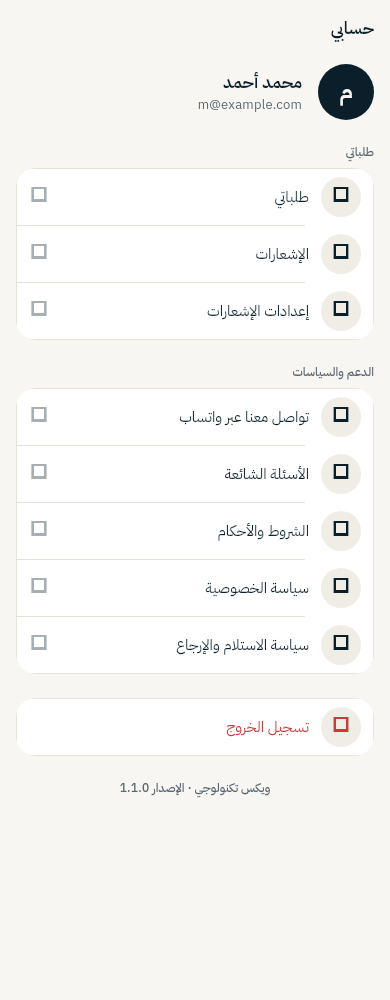 حسابي
م
محمد أحمد
m@example.com
طلباتي
طلباتي
الإشعارات
إعدادات الإشعارات
الدعم والسياسات
تواصل معنا عبر واتساب
الأسئلة الشائعة
الشروط والأحكام
سياسة الخصوصية
سياسة الاستلام والإرجاع
تسجيل الخروج
ويكس تكنولوجي · الإصدار 1.1.0